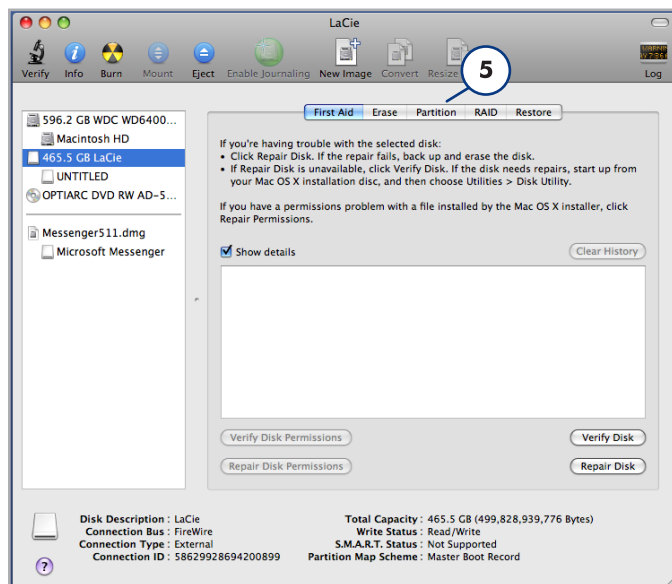 LaCie
Verify Info Burn Mount Eject Enable Journaling New Image Convert Resize Log
5
First Aid Erase Partition RAID Restore
596.2 GB WDC WD6400...
Macintosh HD
465.5 GB LaCie
UNTITLED
OPTIARC DVD RW AD-5...
Messenger511.dmg
Microsoft Messenger
If you're having trouble with the selected disk:
• Click Repair Disk. If the repair fails, back up and erase the disk.
• If Repair Disk is unavailable, click Verify Disk. If the disk needs repairs, start up from
your Mac OS X installation disc, and then choose Utilities > Disk Utility.
If you have a permissions problem with a file installed by the Mac OS X installer, click
Repair Permissions.
Show details
Clear History
Verify Disk Permissions
Verify Disk
Repair Disk Permissions
Repair Disk
Disk Description : LaCie
Connection Bus : FireWire
Connection Type : External
Connection ID : 58629928694200899
Total Capacity : 465.5 GB (499,828,939,776 Bytes)
Write Status : Read/Write
S.M.A.R.T. Status : Not Supported
Partition Map Scheme : Master Boot Record
?